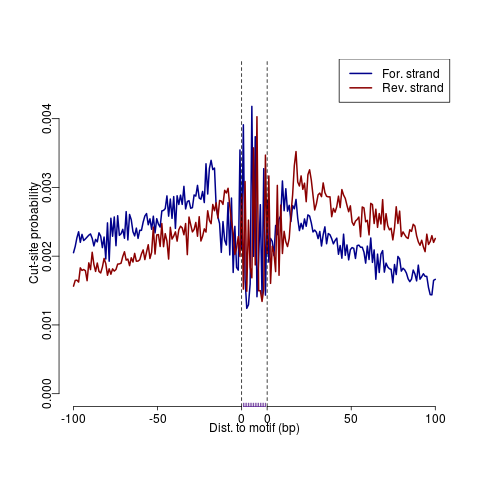 For. strand
Rev. strand
Cut-site probability
0.004
0.003
0.002
0.001
0.000
-100 -50 0 0 50 100
Dist. to motif (bp)